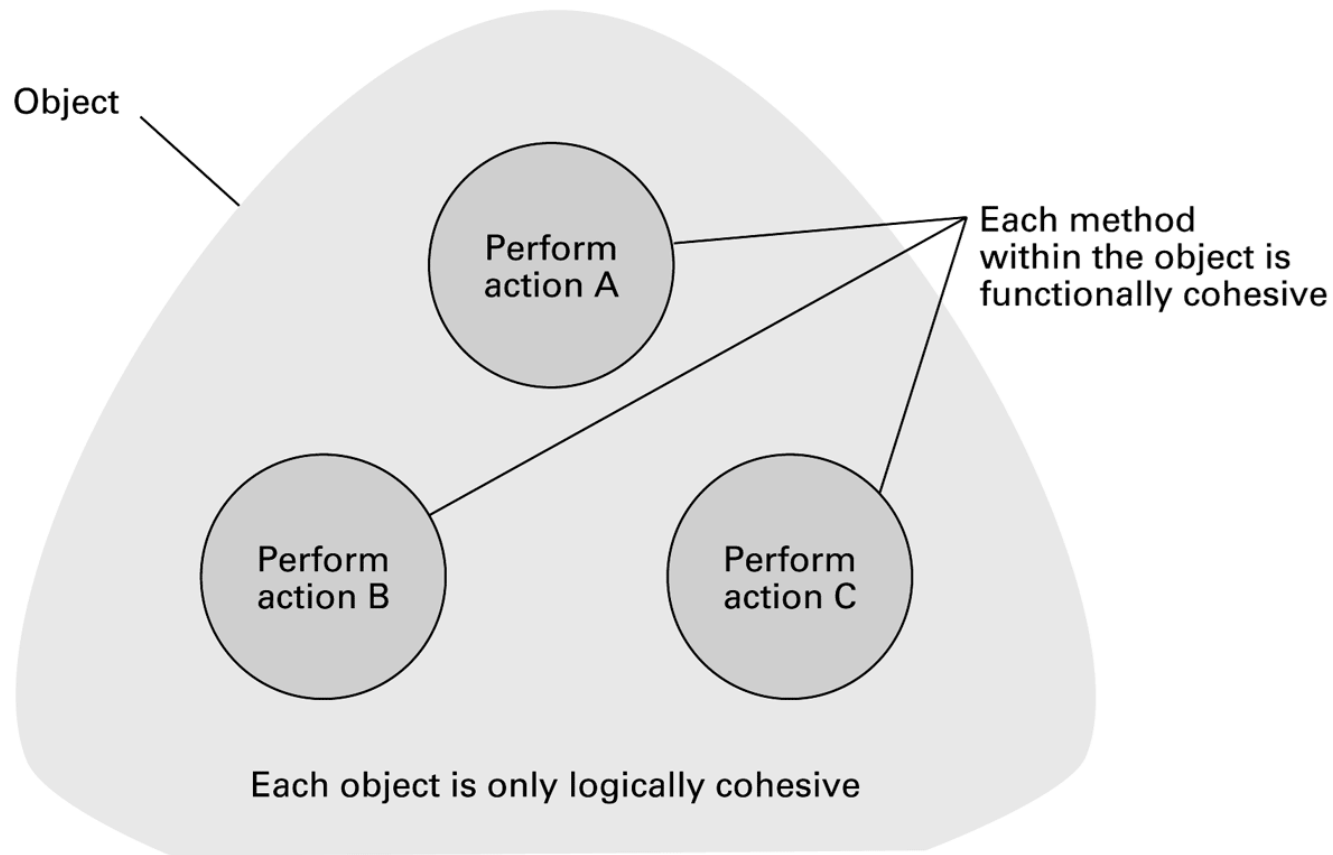 Object
Perform
action A
Each method
within the object is
functionally cohesive
Perform
action B
Perform
action C
Each object is only logically cohesive